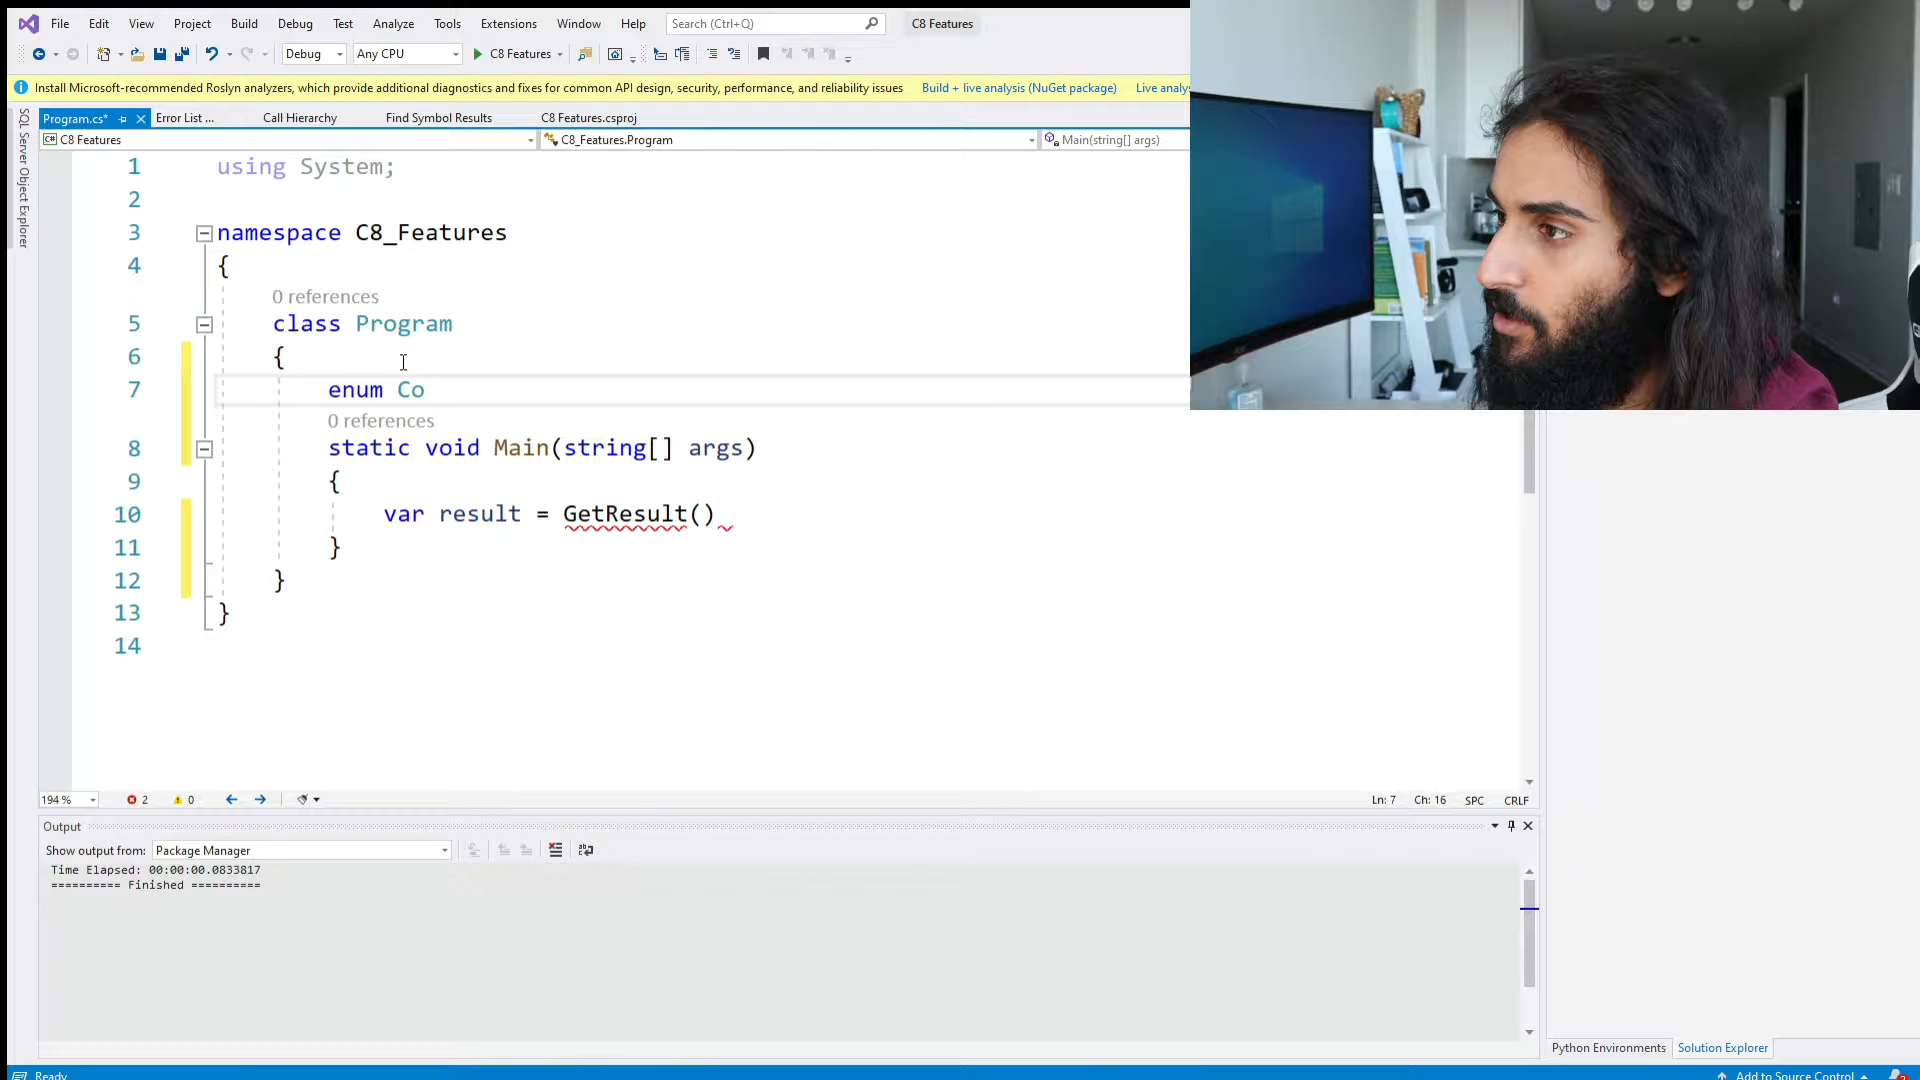 File Edit View Project Build Debug Test Analyze Tools Extensions Window Help Search (Ctrl+Q) C8 Features
Debug Any CPU C8 Features
Install Microsoft-recommended Roslyn analyzers, which provide additional diagnostics and fixes for common API design, security, performance, and reliability issues Build + live analysis (NuGet package) Live analy
Program.cs* Error List ... Call Hierarchy Find Symbol Results C8 Features.csproj
C# C8 Features C8_Features.Program Main(string[] args)
SQL Server Object Explorer
1 using System;
2
3 namespace C8_Features
4 {
0 references
5 class Program
6 {
7 enum Co
0 references
8 static void Main(string[] args)
9 {
10 var result = GetResult()
11 }
12 }
13 }
14
194 % 2 0 Ln: 7 Ch: 16 SPC CRLF
Output
Show output from: Package Manager
Time Elapsed: 00:00:00.0833817
========== Finished ==========
Python Environments Solution Explorer
Ready Add to Source Control